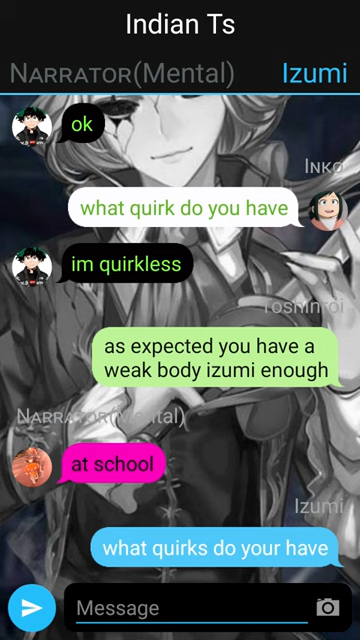 Indian Ts
Narrator(Mental) Izumi
ok
Inko
what quirk do you have
im quirkless
Toshinroi
as expected you have a
weak body izumi enough
Narrator(Mental)
at school
Izumi
what quirks do your have
Message